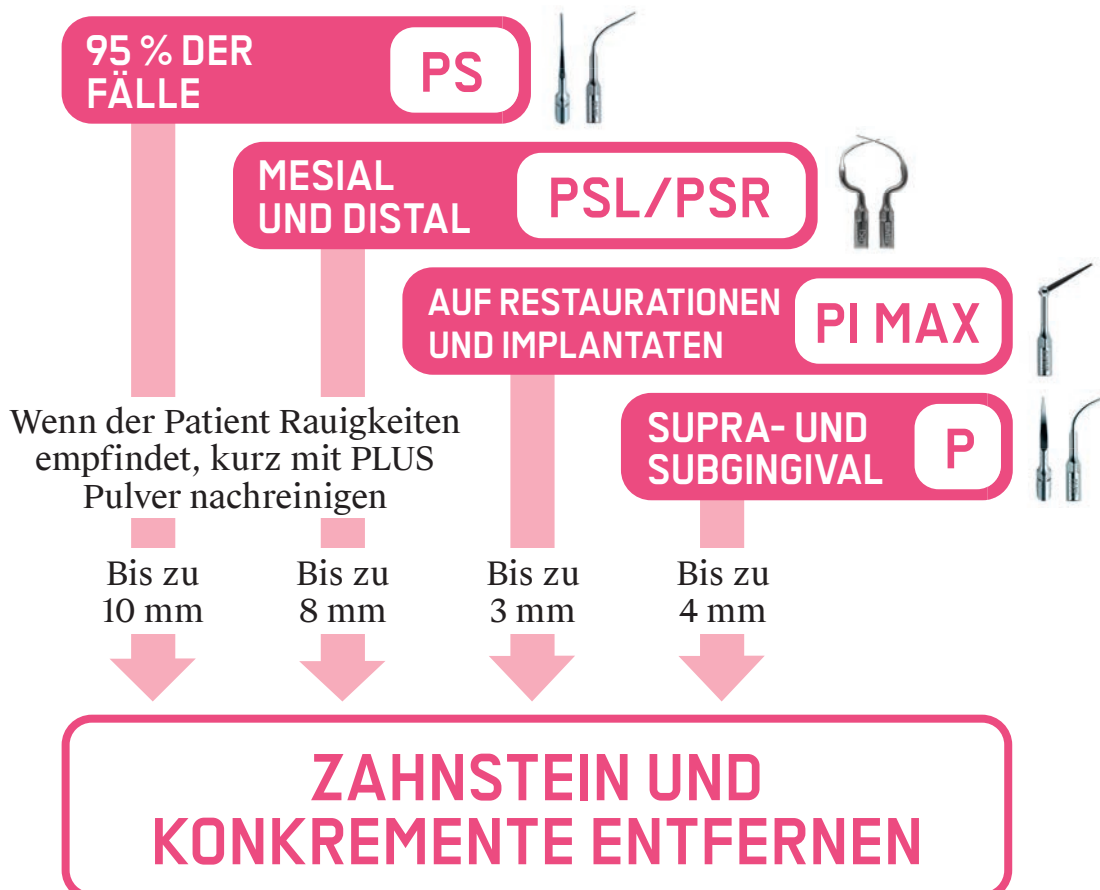 95 % DER
FÄLLE
PS
MESIAL
UND DISTAL
PSL/PSR
AUF RESTAURATIONEN
UND IMPLANTATEN
PI MAX
SUPRA- UND
SUBGINGIVAL
P
Wenn der Patient Rauigkeiten
empfindet, kurz mit PLUS
Pulver nachreinigen
Bis zu
10 mm
Bis zu
8 mm
Bis zu
3 mm
Bis zu
4 mm
ZAHNSTEIN UND
KONKREMENTE ENTFERNEN